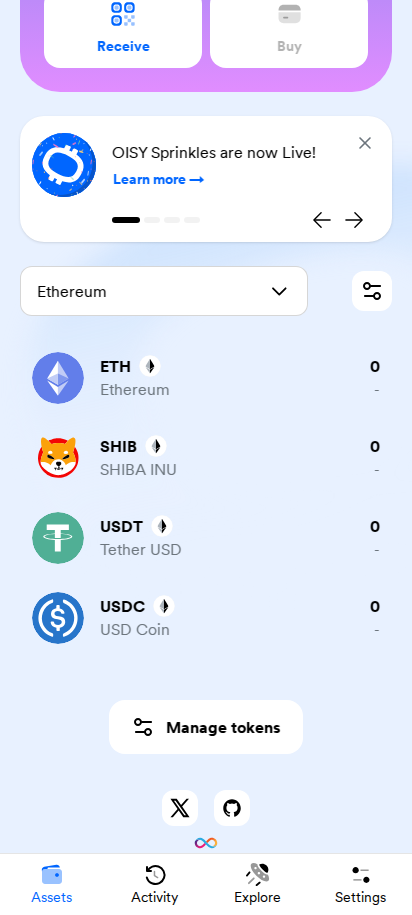 Receive
Buy
OISY Sprinkles are now Live!
Learn more →
Ethereum
ETH
0
Ethereum
-
SHIB
0
SHIBA INU
-
USDT
0
Tether USD
-
USDC
0
USD Coin
-
Manage tokens
Assets
Activity
Explore
Settings